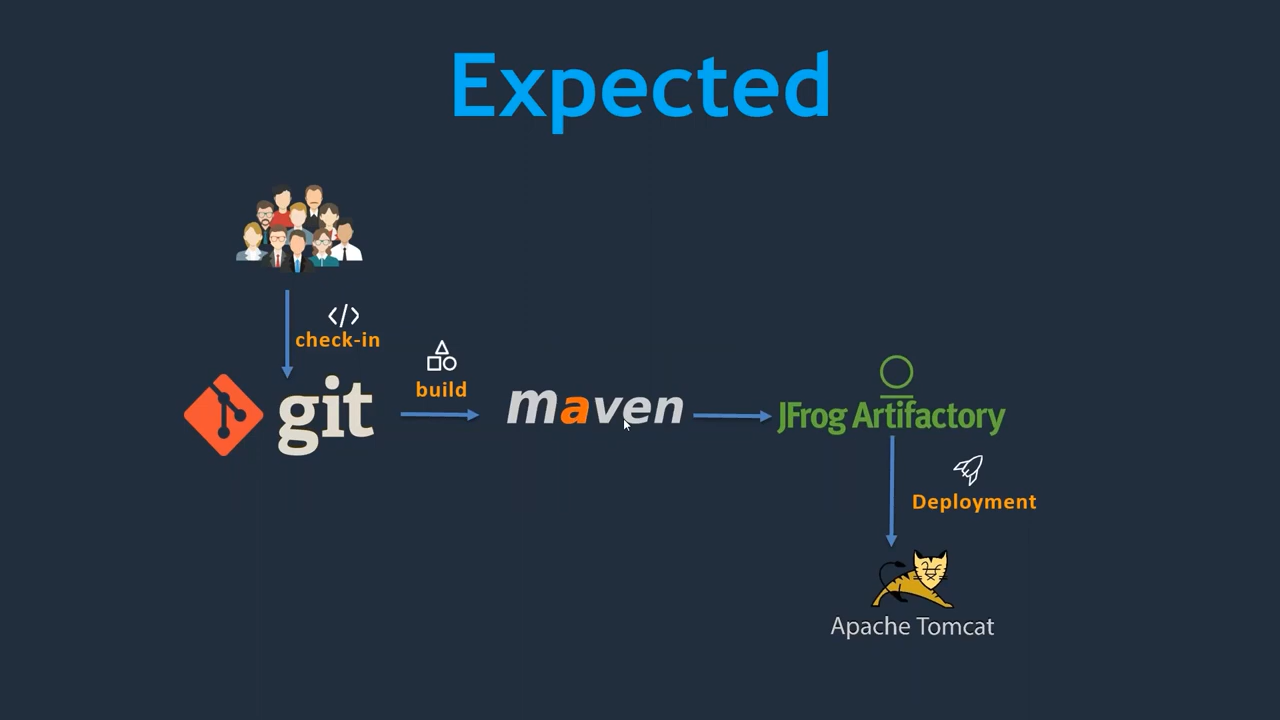 Expected
</>
check-in
build
git
maven
JFrog Artifactory
Deployment
Apache Tomcat